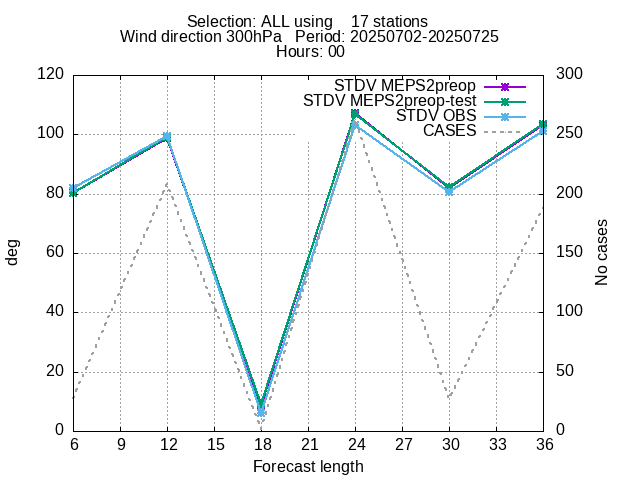 Selection: ALL using    17 stations
Wind direction 300hPa   Period: 20250702-20250725
Hours: 00
120 300
STDV MEPS2preop
STDV MEPS2preop-test
STDV OBS
CASES
100 250
80 200
60 150
40 100
20 50
0 0
deg
No cases
6 9 12 15 18 21 24 27 30 33 36
Forecast length